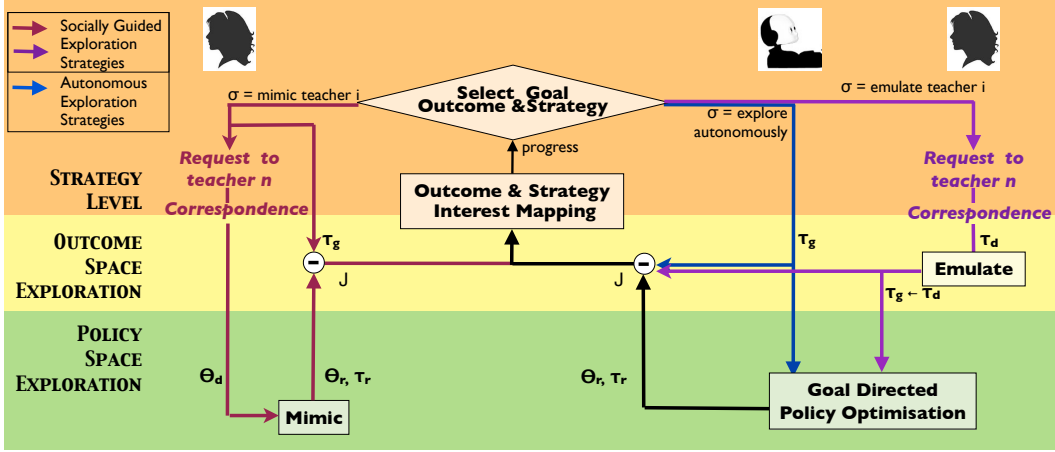 Socially Guided
Exploration
Strategies
Autonomous
Exploration
Strategies
σ = mimic teacher i
Select Goal
Outcome & Strategy
σ = emulate teacher i
σ = explore
autonomously
progress
Request to
teacher n
Correspondence
Request to
teacher n
Correspondence
STRATEGY
LEVEL
Outcome & Strategy
Interest Mapping
OUTCOME
SPACE
EXPLORATION
τg
J
J
τg
τd
Emulate
τg ← τd
POLICY
SPACE
EXPLORATION
Θd
Θr, τr
Θr, τr
Mimic
Goal Directed
Policy Optimisation